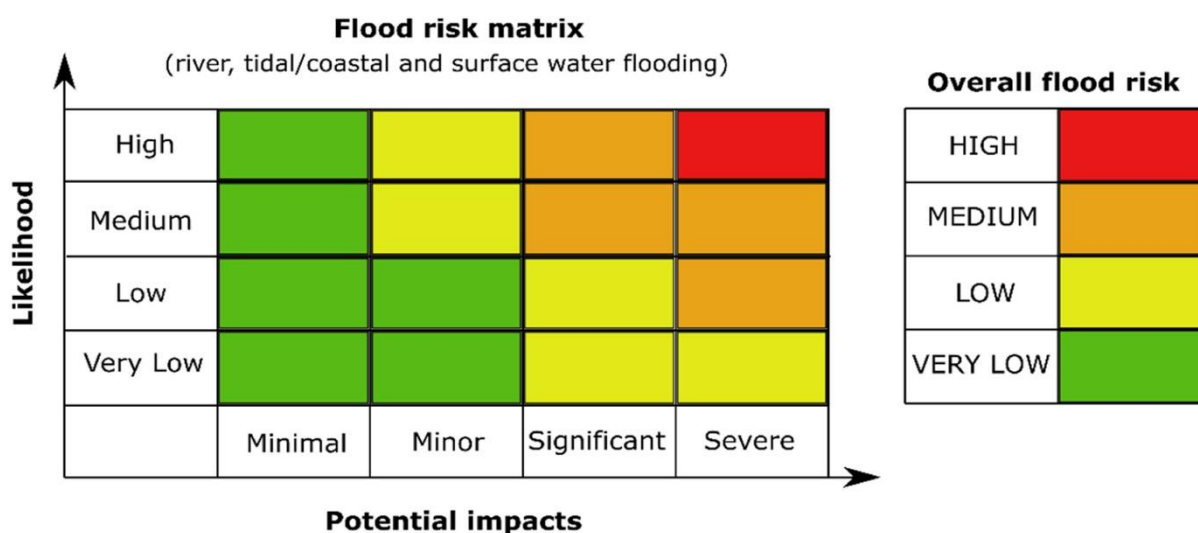 Flood risk matrix
(river, tidal/coastal and surface water flooding)
Likelihood
High
Medium
Low
Very Low
Minimal
Minor
Significant
Severe
Potential impacts
Overall flood risk
HIGH
MEDIUM
LOW
VERY LOW